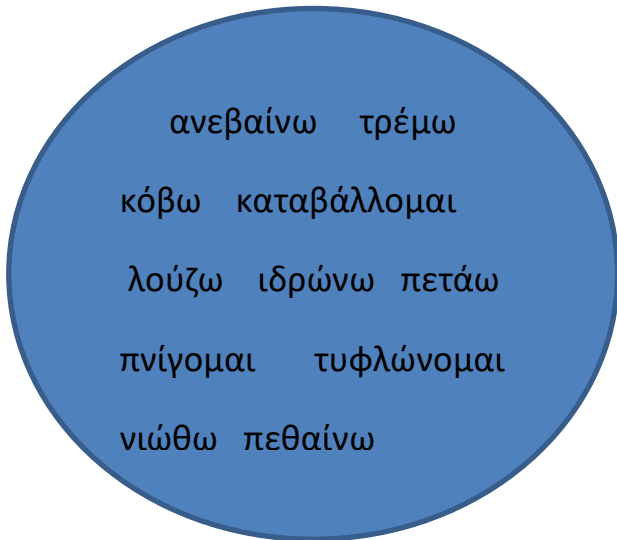 ανεβαίνω τρέμω
κόβω καταβάλλομαι
λούζω ιδρώνω πετάω
πνίγομαι τυφλώνομαι
νιώθω πεθαίνω